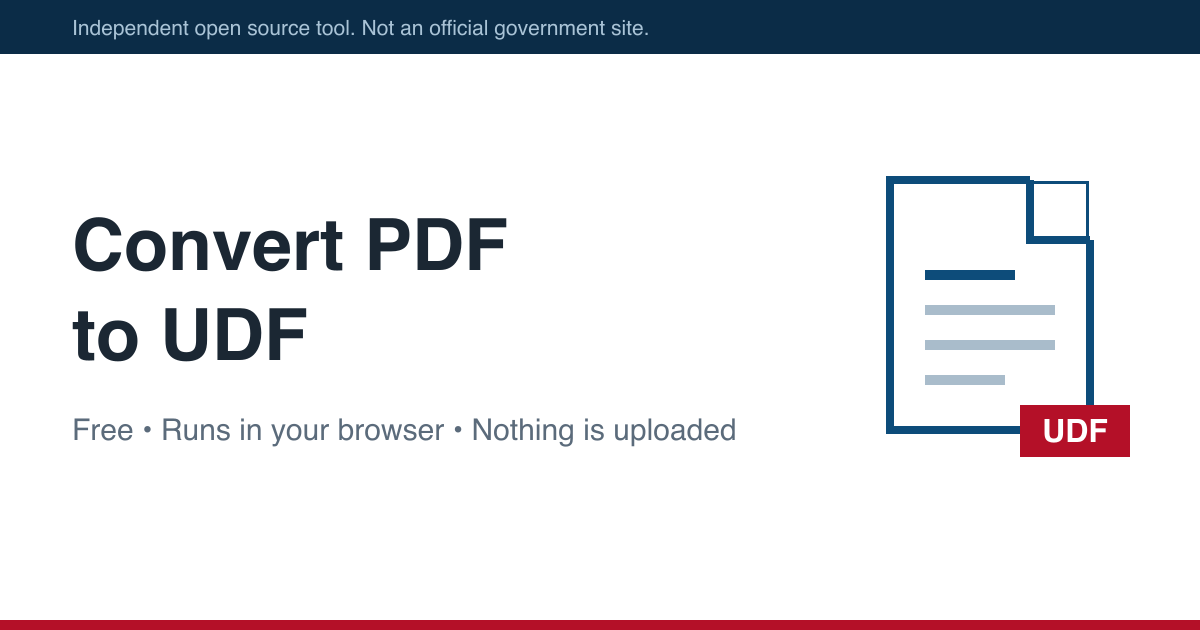 Independent open source tool. Not an official government site.
Convert PDF
to UDF
Free • Runs in your browser • Nothing is uploaded
UDF